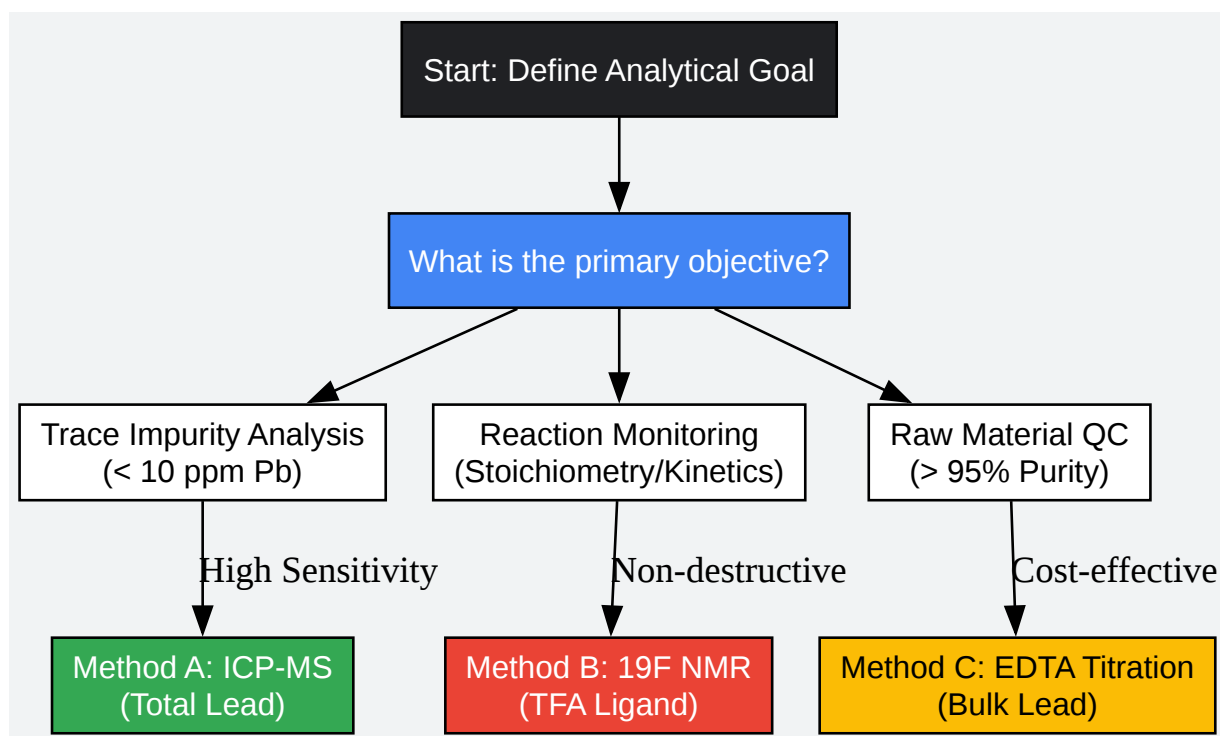 Start: Define Analytical Goal
What is the primary objective?
Trace Impurity Analysis
(< 10 ppm Pb)
Reaction Monitoring
(Stoichiometry/Kinetics)
Raw Material QC
(> 95% Purity)
High Sensitivity
Non-destructive
Cost-effective
Method A: ICP-MS
(Total Lead)
Method B: 19F NMR
(TFA Ligand)
Method C: EDTA Titration
(Bulk Lead)